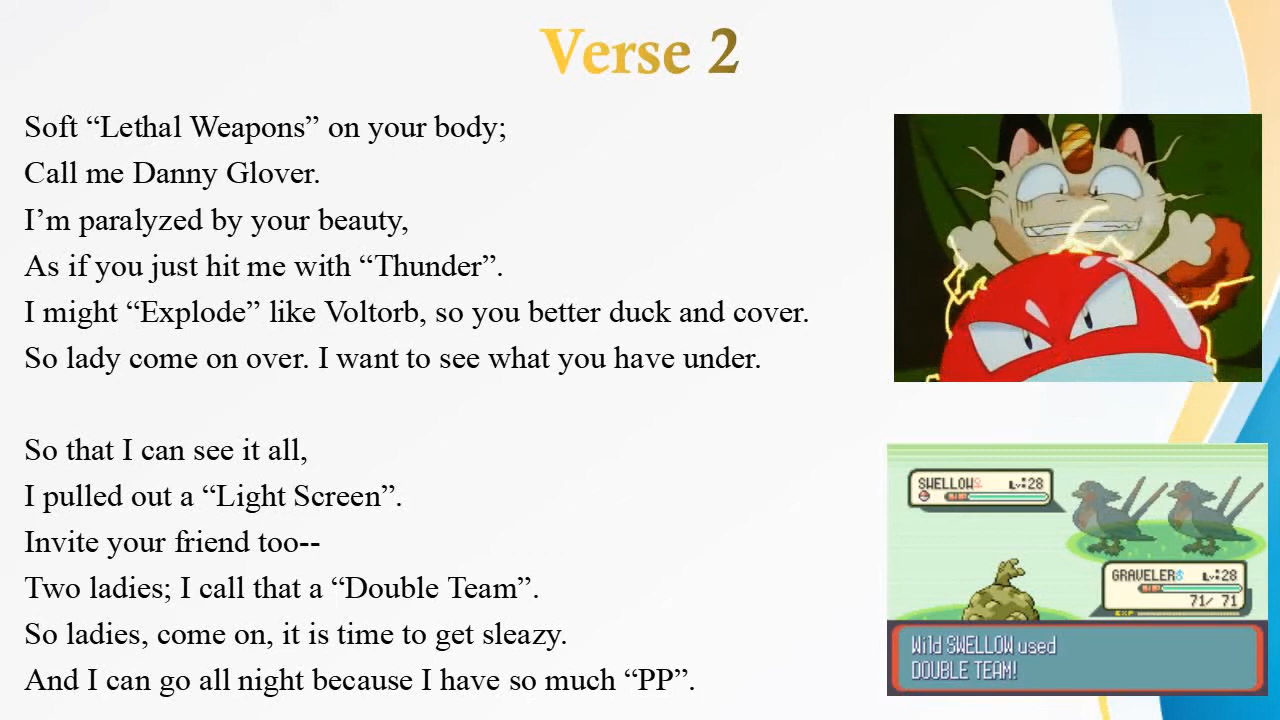 Verse 2
Soft “Lethal Weapons” on your body;
Call me Danny Glover.
I’m paralyzed by your beauty,
As if you just hit me with “Thunder”.
I might “Explode” like Voltorb, so you better duck and cover.
So lady come on over. I want to see what you have under.
So that I can see it all,
I pulled out a “Light Screen”.
Invite your friend too--
Two ladies; I call that a “Double Team”.
So ladies, come on, it is time to get sleazy.
And I can go all night because I have so much “PP”.
SWELLOW♀ Lv:28
GRAVELER♂ Lv:28
71/ 71
EXP
Wild SWELLOW used
DOUBLE TEAM!